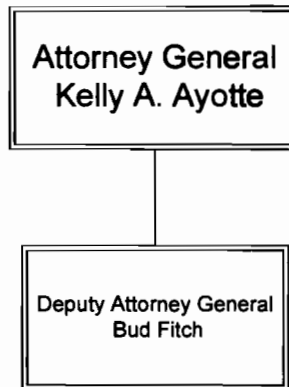 Attorney General
Kelly A. Ayotte
Deputy Attorney General
Bud Fitch